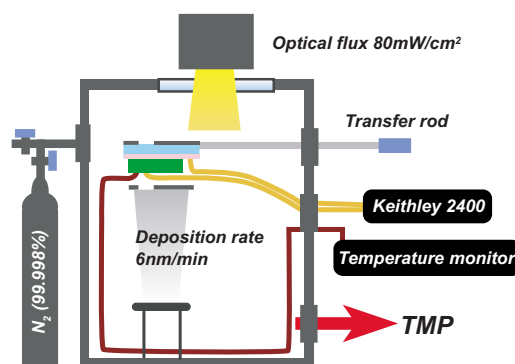 Optical flux 80mW/cm²
Transfer rod
Keithley 2400
Deposition rate
6nm/min
Temperature monitor
N₂ (99.998%)
TMP